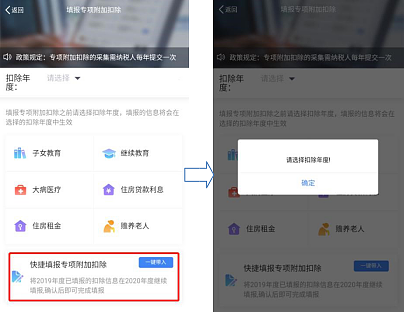 返回
填报专项附加扣除
政策规定：专项附加扣除的采集需纳税人每年提交一次
扣除年度：
请选择
填报专项附加扣除之前请选择扣除年度，填报的信息将会在
选择的扣除年度中生效
子女教育
继续教育
大病医疗
住房贷款利息
住房租金
赡养老人
快捷填报专项附加扣除
一键带入
将2019年度已填报的扣除信息在2020年度继续
填报,确认后即可完成填报
返回
填报专项附加扣除
政策规定：专项附加扣除的采集需纳税人每年提交一次
扣除年度：
请选择
填报专项附加扣除之前请选择扣除年度，填报的信息将会在
选择的扣除年度中生效
请选择扣除年度!
确定
住房租金
赡养老人
快捷填报专项附加扣除
一键带入
将2019年度已填报的扣除信息在2020年度继续
填报,确认后即可完成填报